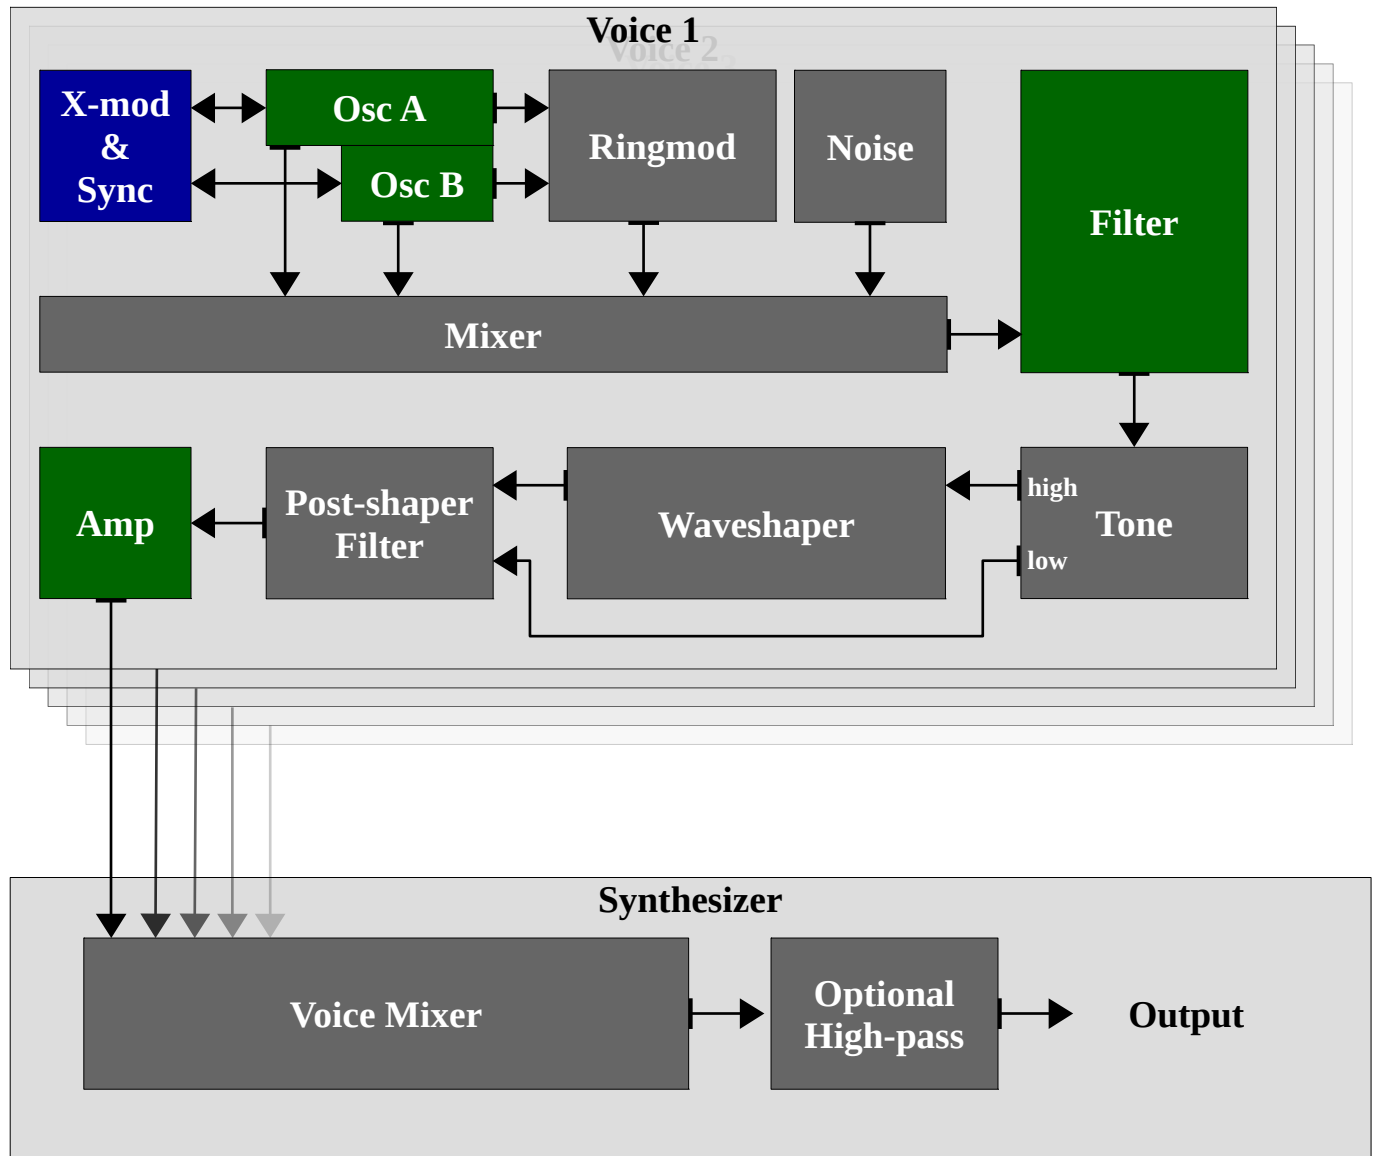 Voice 1
Voice 2
X-mod
&
Sync
Osc A
Osc B
Ringmod
Noise
Filter
Mixer
Amp
Post-shaper
Filter
Waveshaper
high
Tone
low
Synthesizer
Voice Mixer
Optional
High-pass
Output